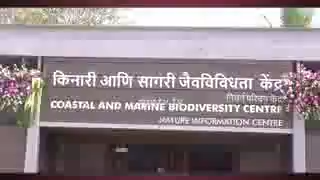 किनारी आणि सागरी जैवविविधता केंद्र
COASTAL AND MARINE BIODIVERSITY CENTRE
NATURE INFORMATION CENTRE